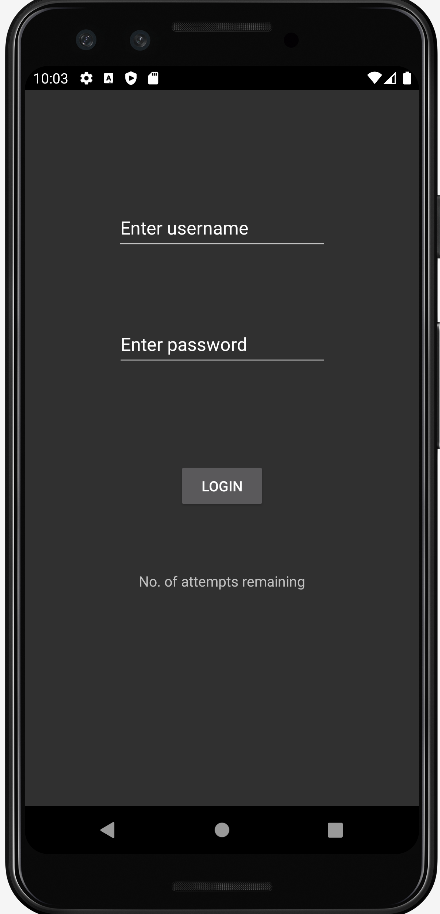 10:03
Enter username
Enter password
LOGIN
No. of attempts remaining